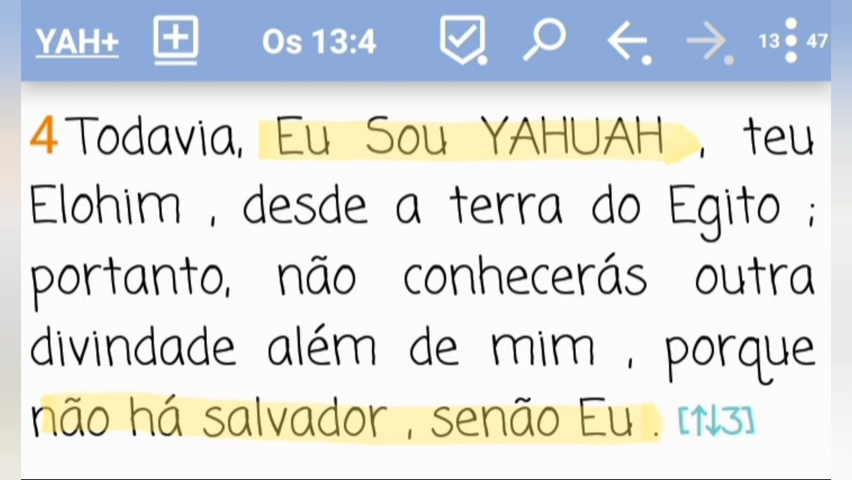 YAH+ Os 13:4 13 47
4 Todavia, Eu Sou YAHUAH , teu
Elohim , desde a terra do Egito ;
portanto, não conhecerás outra
divindade além de mim , porque
não há salvador , senão Eu . [↑↓3]